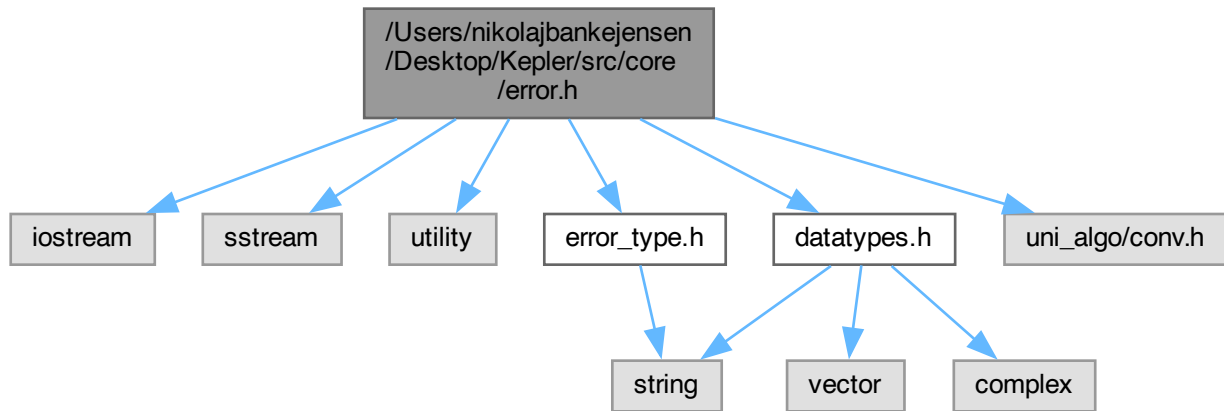 /Users/nikolajbankejensen
/Desktop/Kepler/src/core
/error.h
iostream
sstream
utility
error_type.h
datatypes.h
uni_algo/conv.h
string
vector
complex